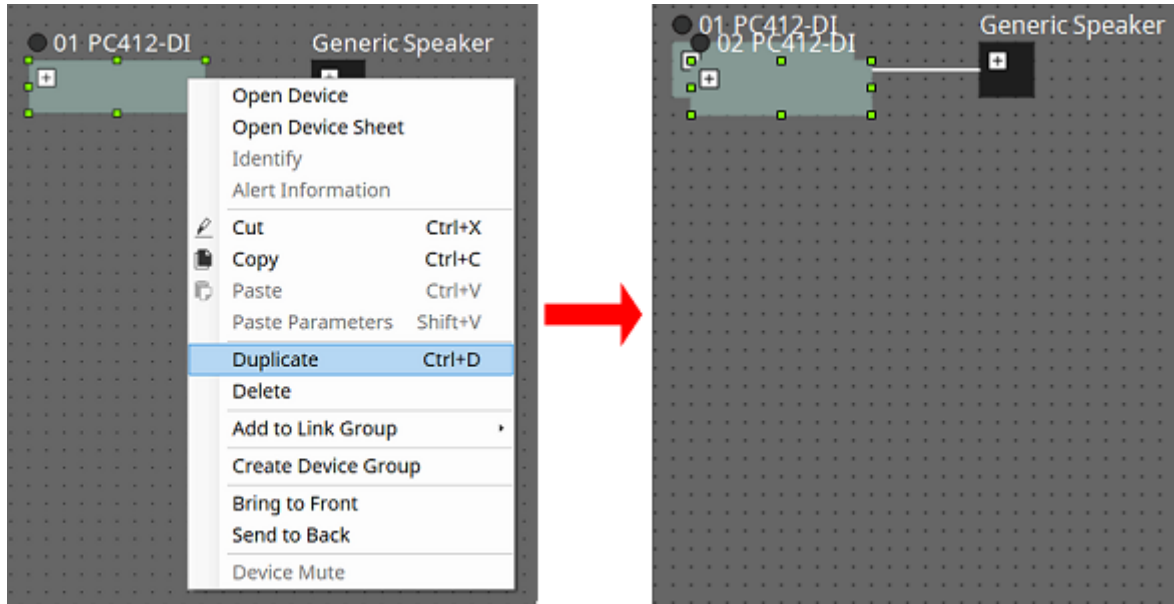 01 PC412-DI
Generic Speaker
Open Device
Open Device Sheet
Identify
Alert Information
Cut Ctrl+X
Copy Ctrl+C
Paste Ctrl+V
Paste Parameters Shift+V
Duplicate Ctrl+D
Delete
Add to Link Group
Create Device Group
Bring to Front
Send to Back
Device Mute
01 PC412-DI
02 PC412-DI
Generic Speaker